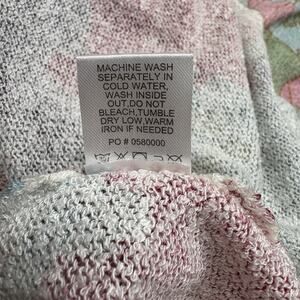 MACHINE WASH
SEPARATELY IN
COLD WATER,
WASH INSIDE
OUT,DO NOT
BLEACH,TUMBLE
DRY LOW,WARM
IRON IF NEEDED
PO # 0580000